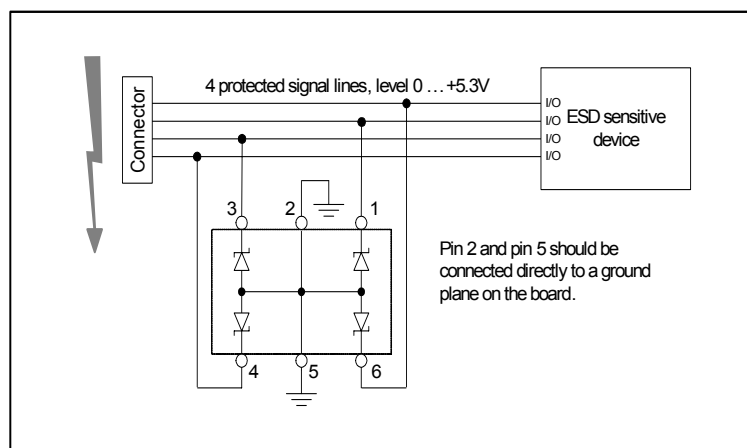 4 protected signal lines, level 0 … +5.3V
Connector
I/O
I/O
I/O
I/O
ESD sensitive
device
3
2
1
Pin 2 and pin 5 should be
connected directly to a ground
plane on the board.
4
5
6